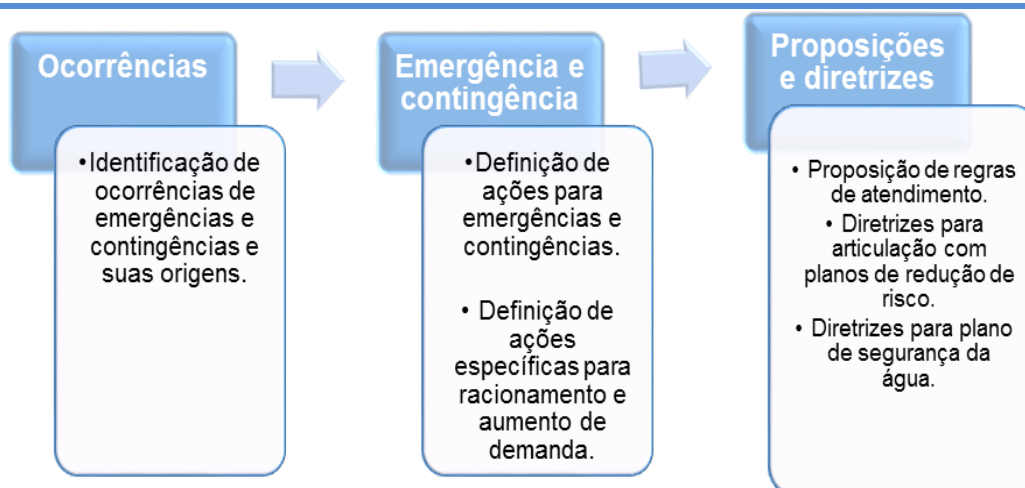 Ocorrências
•Identificação de
ocorrências de
emergências e
contingências e
suas origens.
Emergência e
contingência
•Definição de
ações para
emergências e
contingências.
• Definição de
ações
específicas para
racionamento e
aumento de
demanda.
Proposições
e diretrizes
• Proposição de regras
de atendimento.
• Diretrizes para
articulação com
planos de redução de
risco.
• Diretrizes para plano
de segurança da
água.